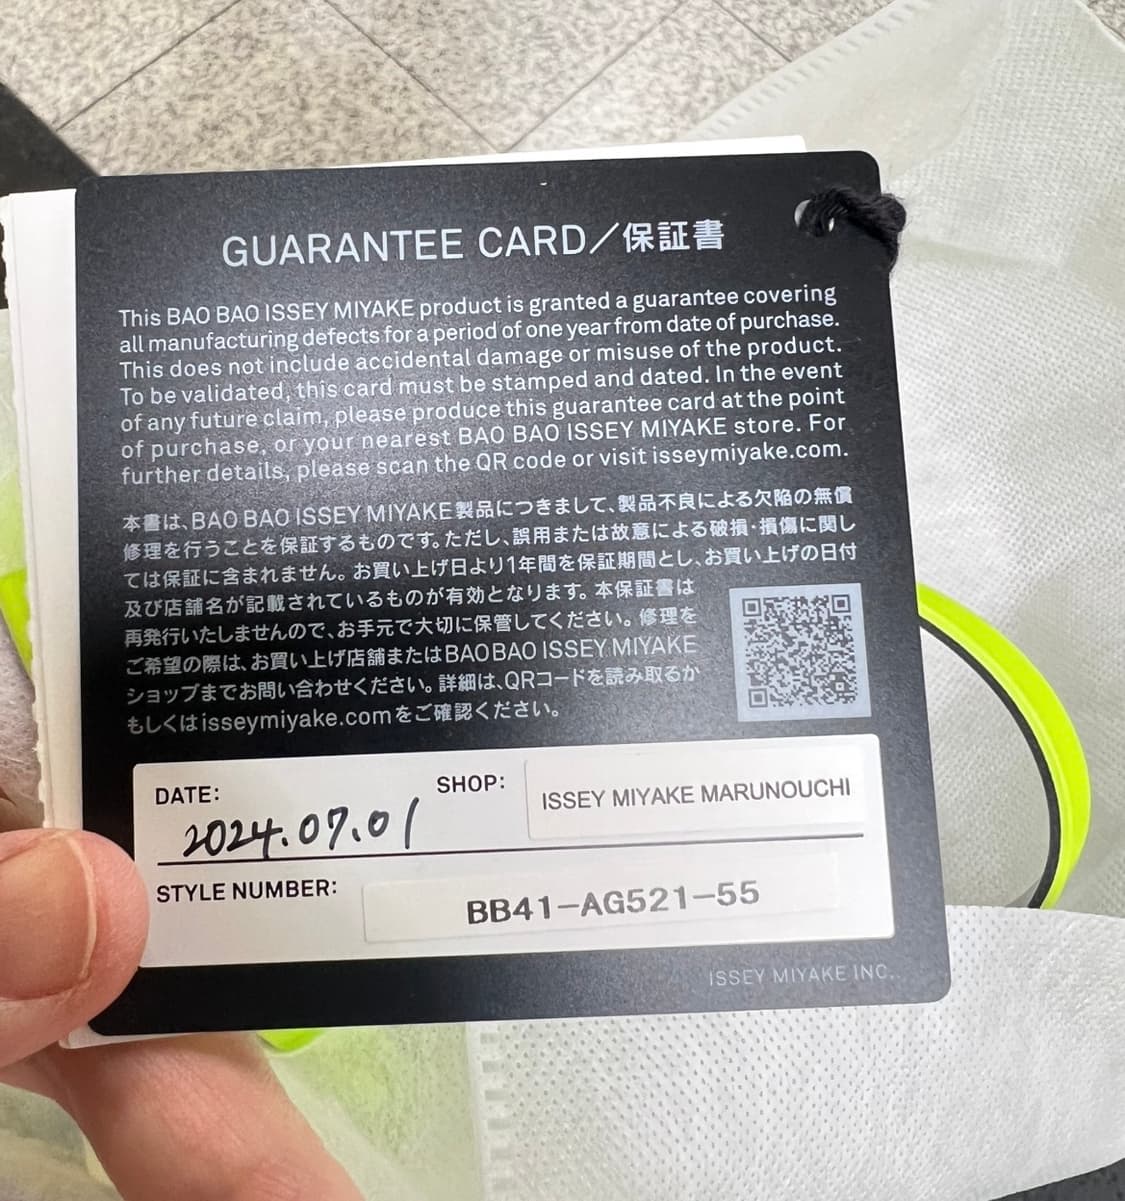 GUARANTEE CARD/保証書
This BAO BAO ISSEY MIYAKE product is granted a guarantee covering
all manufacturing defects for a period of one year from date of purchase.
This does not include accidental damage or misuse of the product.
To be validated, this card must be stamped and dated. In the event
of any future claim, please produce this guarantee card at the point
of purchase, or your nearest BAO BAO ISSEY MIYAKE store. For
further details, please scan the QR code or visit isseymiyake.com.
本書は、BAO BAO ISSEY MIYAKE製品につきまして、製品不良による欠陥の無償
修理を行うことを保証するものです。ただし、誤用または故意による破損・損傷に関し
ては保証に含まれません。お買い上げ日より1年間を保証期間とし、お買い上げの日付
及び店舗名が記載されているものが有効となります。本保証書は
再発行いたしませんので、お手元で大切に保管してください。修理を
ご希望の際は、お買い上げ店舗またはBAO BAO ISSEY MIYAKE
ショップまでお問い合わせください。詳細は、QRコードを読み取るか
もしくはisseymiyake.comをご確認ください。
DATE: 2024.07.01 SHOP: ISSEY MIYAKE MARUNOUCHI
STYLE NUMBER: BB41-AG521-55
ISSEY MIYAKE INC.